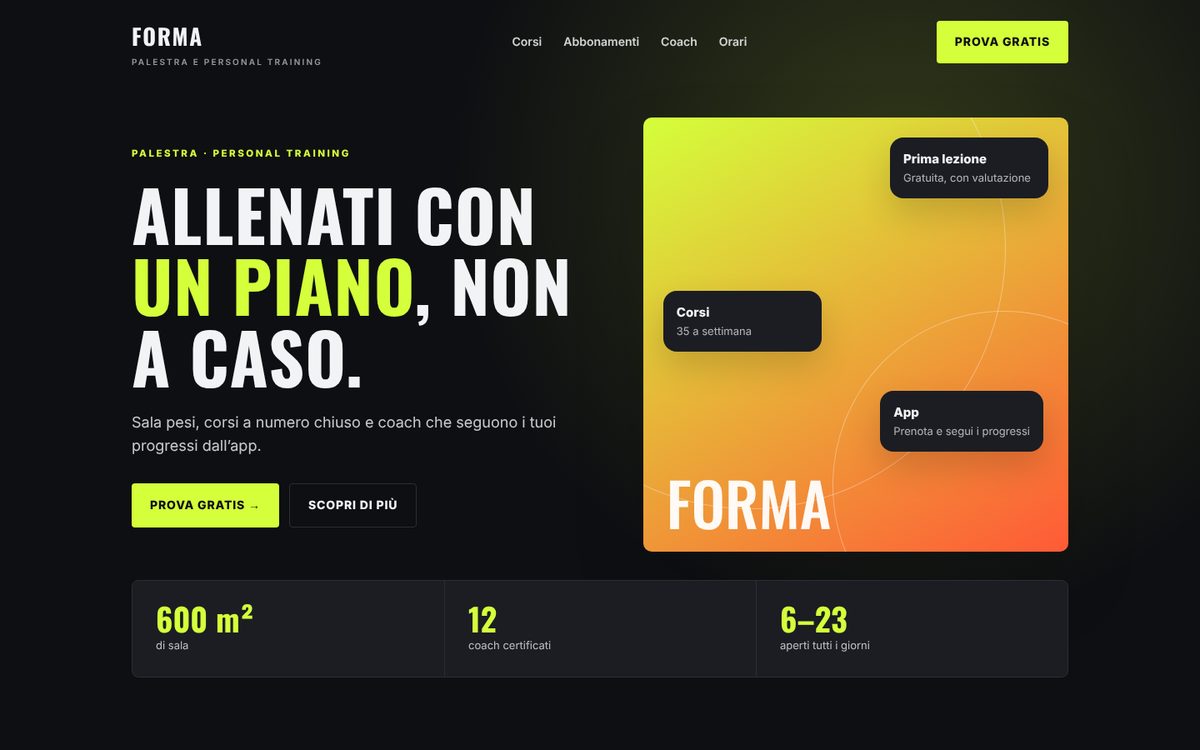 FORMA
PALESTRA E PERSONAL TRAINING
Corsi
Abbonamenti
Coach
Orari
PROVA GRATIS
PALESTRA · PERSONAL TRAINING
ALLENATI CON
UN PIANO, NON
A CASO.
Sala pesi, corsi a numero chiuso e coach che seguono i tuoi
progressi dall’app.
PROVA GRATIS →
SCOPRI DI PIÙ
Prima lezione
Gratuita, con valutazione
Corsi
35 a settimana
App
Prenota e segui i progressi
FORMA
600 m²
di sala
12
coach certificati
6–23
aperti tutti i giorni